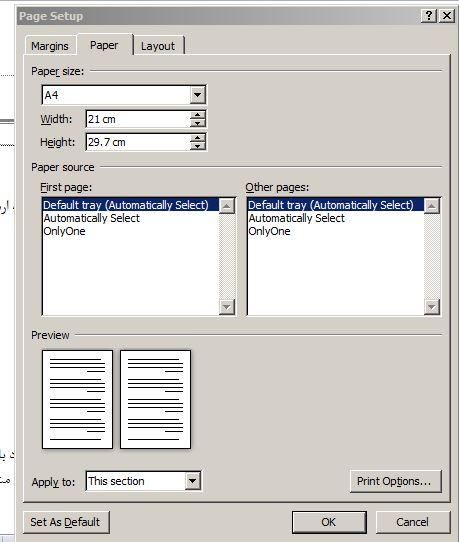 Page Setup
Margins Paper Layout
Paper size:
A4
Width: 21 cm
Height: 29.7 cm
Paper source
First page: Other pages:
Default tray (Automatically Select) Default tray (Automatically Select)
Automatically Select Automatically Select
OnlyOne OnlyOne
Preview
Apply to: This section Print Options...
Set As Default OK Cancel